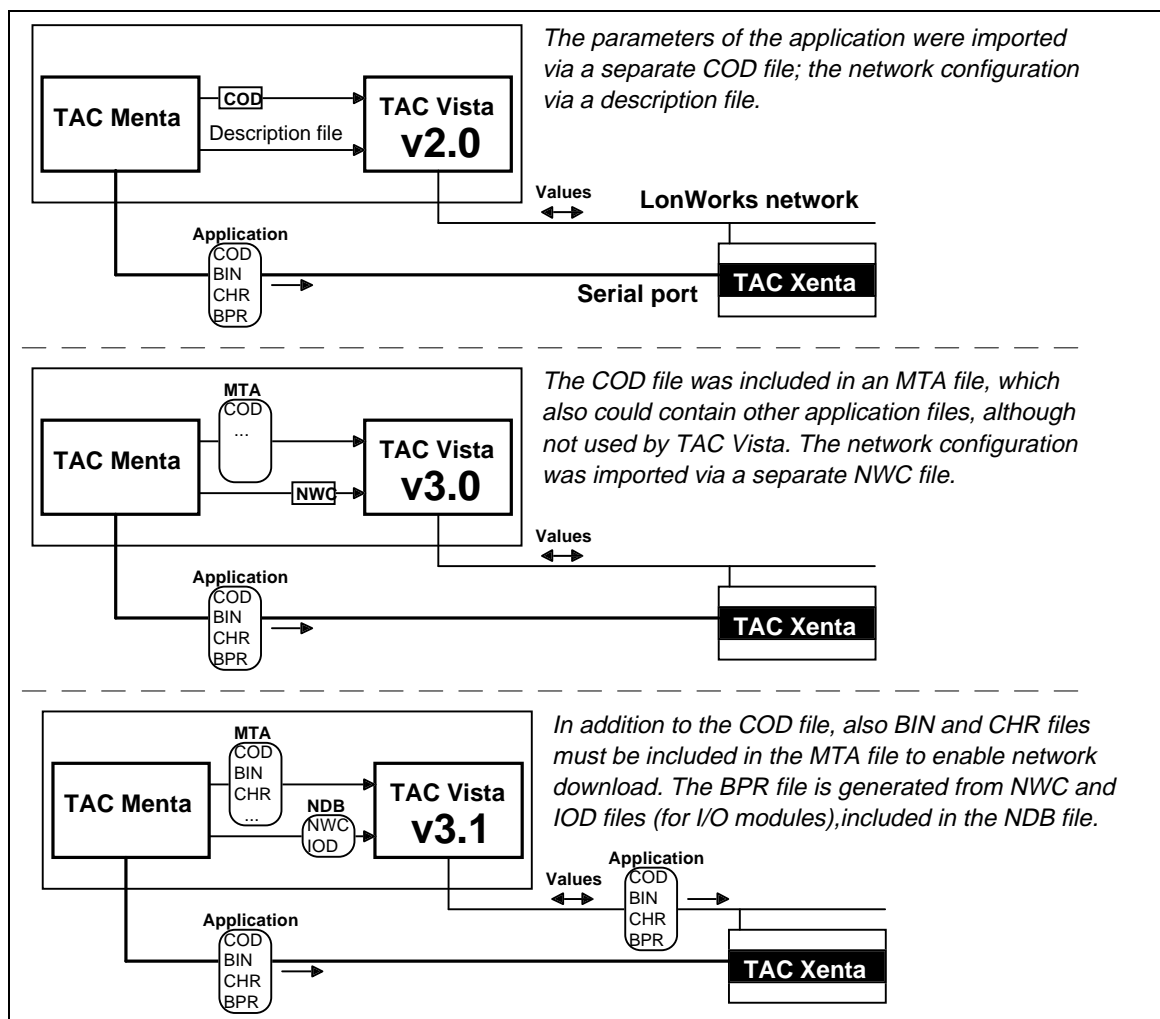 The parameters of the application were imported
via a separate COD file; the network configuration
via a description file.
TAC Menta
COD
Description file
TAC Vista
v2.0
Values
LonWorks network
Application
COD
BIN
CHR
BPR
Serial port
TAC Xenta
The COD file was included in an MTA file, which
also could contain other application files, although
not used by TAC Vista. The network configuration
was imported via a separate NWC file.
MTA
COD
...
TAC Menta
NWC
TAC Vista
v3.0
Values
Application
COD
BIN
CHR
BPR
TAC Xenta
In addition to the COD file, also BIN and CHR files
must be included in the MTA file to enable network
download. The BPR file is generated from NWC and
IOD files (for I/O modules),included in the NDB file.
MTA
COD
BIN
CHR
...
TAC Menta
NDB
NWC
IOD
TAC Vista
v3.1
Values
Application
COD
BIN
CHR
BPR
Application
COD
BIN
CHR
BPR
TAC Xenta